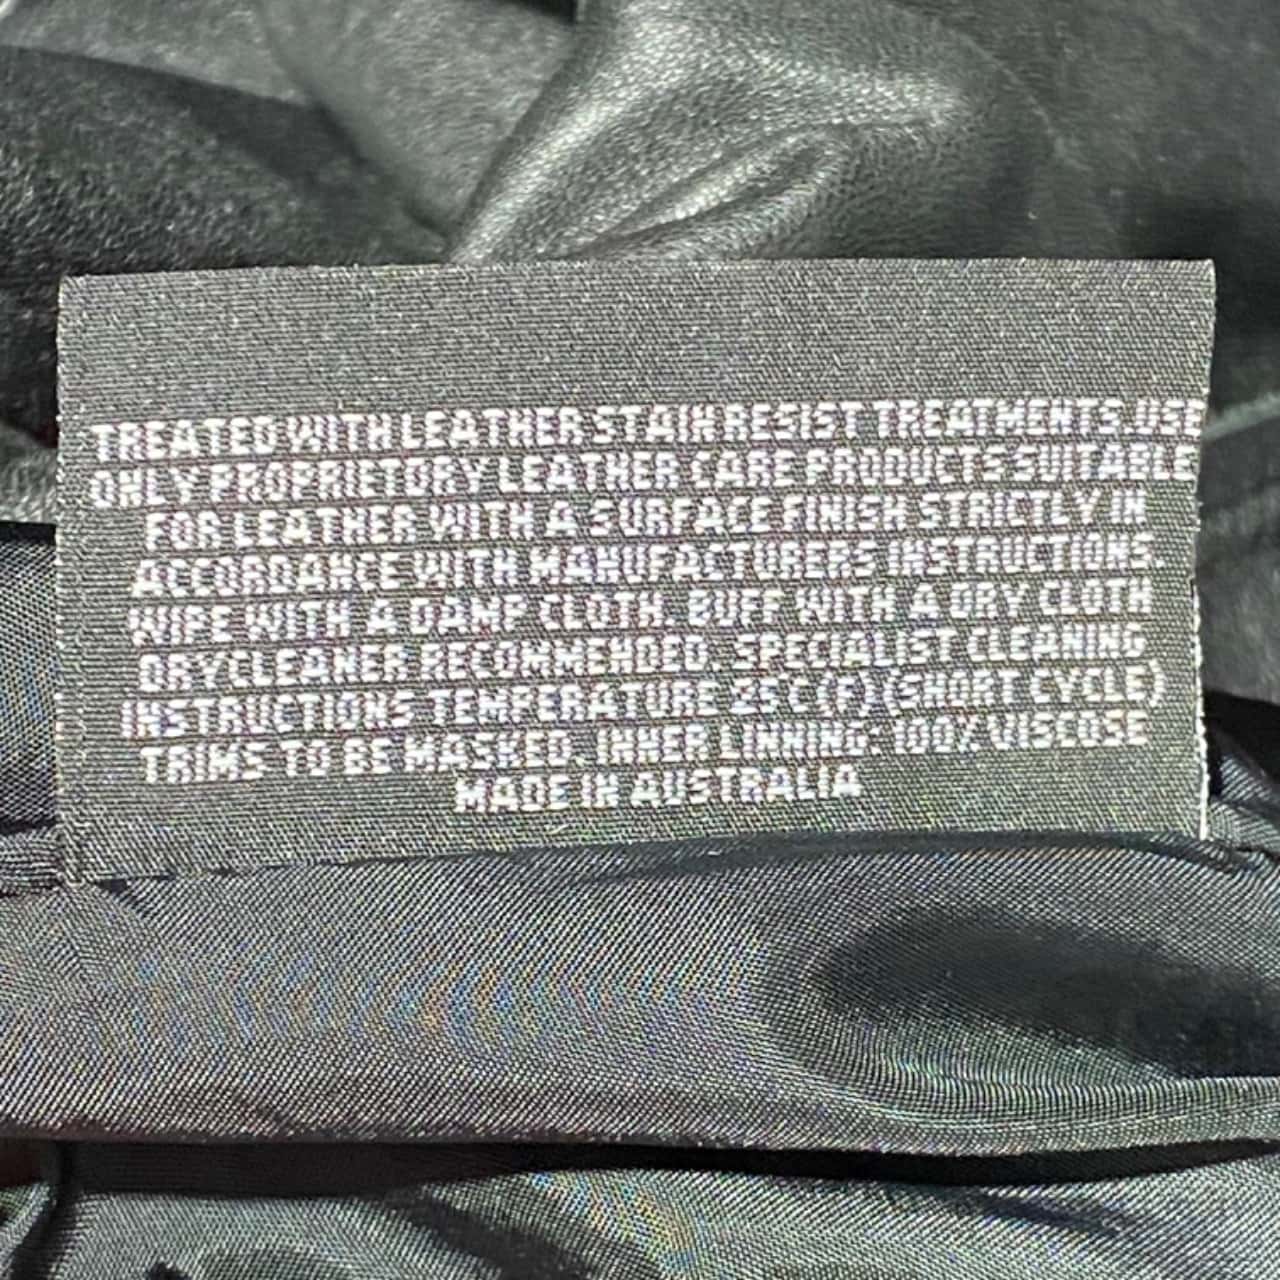 TREATED WITH LEATHER STAIN RESIST TREATMENTS.USE
ONLY PROPRIETORY LEATHER CARE PRODUCTS SUITABLE
FOR LEATHER WITH A SURFACE FINISH STRICTLY IN
ACCORDANCE WITH MANUFACTURERS INSTRUCTIONS.
WIPE WITH A DAMP CLOTH. BUFF WITH A DRY CLOTH
DRYCLEANER RECOMMENDED. SPECIALIST CLEANING
INSTRUCTIONS TEMPERATURE 25C (F) (SHORT CYCLE)
TRIMS TO BE MASKED. INNER LINNING: 100% VISCOSE
MADE IN AUSTRALIA